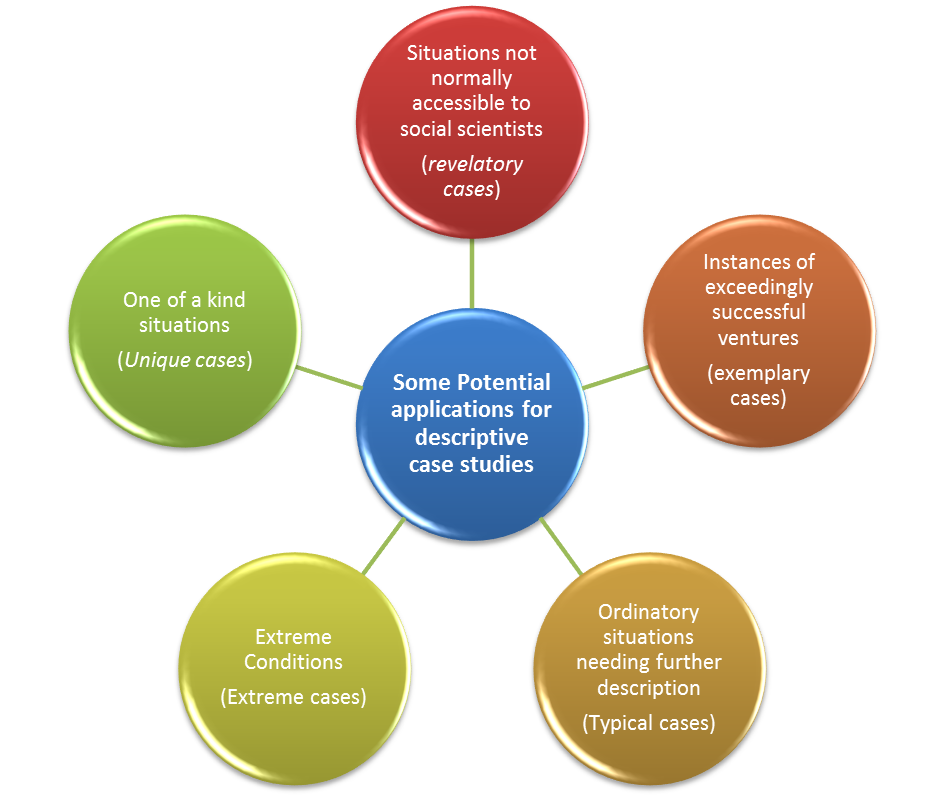 Situations not
normally
accessible to
social scientists
(revelatory
cases)
Instances of
exceedingly
successful
ventures
(exemplary
cases)
Ordinatory
situations
needing further
description
(Typical cases)
Extreme
Conditions
(Extreme cases)
One of a kind
situations
(Unique cases)
Some Potential
applications for
descriptive
case studies